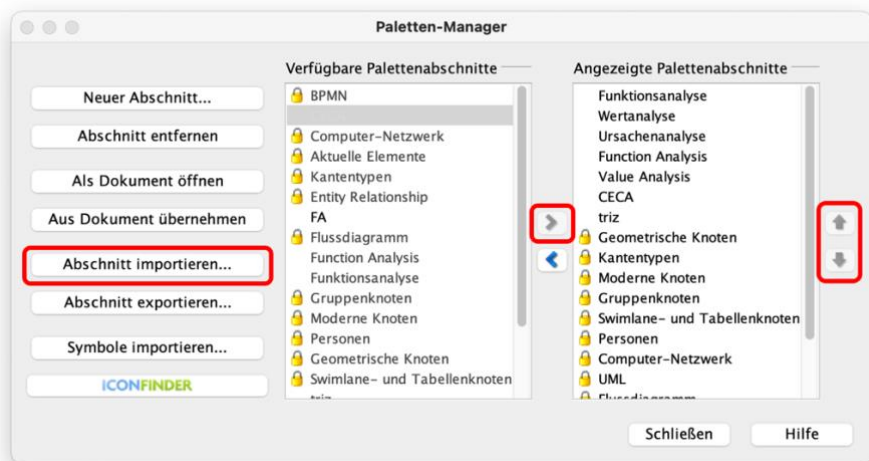 Paletten-Manager
Neuer Abschnitt...
Abschnitt entfernen
Als Dokument öffnen
Aus Dokument übernehmen
Abschnitt importieren...
Abschnitt exportieren...
Symbole importieren...
ICONFINDER
Verfügbare Palettenabschnitte
BPMN
Computer-Netzwerk
Aktuelle Elemente
Kantentypen
Entity Relationship
FA
Flussdiagramm
Function Analysis
Funktionsanalyse
Gruppenknoten
Moderne Knoten
Personen
Geometrische Knoten
Swimlane- und Tabellenknoten
triz
Angezeigte Palettenabschnitte
Funktionsanalyse
Wertanalyse
Ursachenanalyse
Function Analysis
Value Analysis
CECA
triz
Geometrische Knoten
Kantentypen
Moderne Knoten
Gruppenknoten
Swimlane- und Tabellenknoten
Personen
Computer-Netzwerk
UML
Flussdiagramm
Schließen
Hilfe